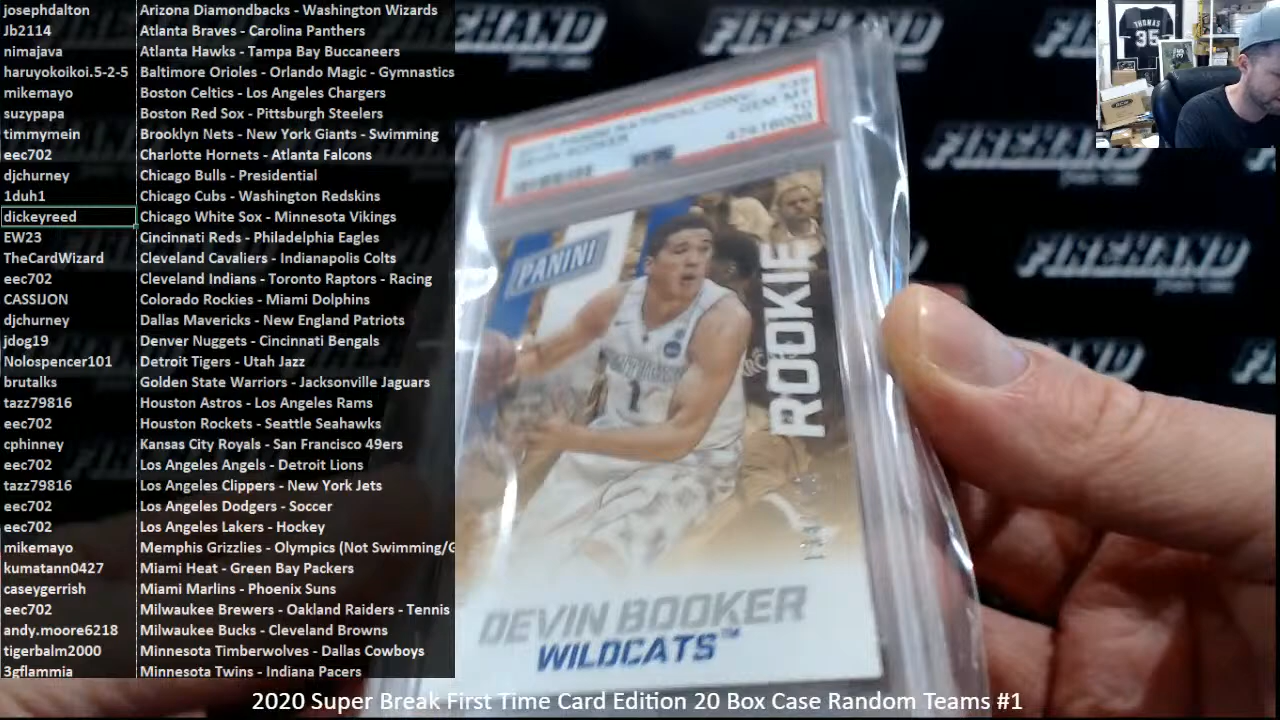 josephdalton Arizona Diamondbacks - Washington Wizards
Jb2114 Atlanta Braves - Carolina Panthers
nimajava Atlanta Hawks - Tampa Bay Buccaneers
haruyokoikoi.5-2-5 Baltimore Orioles - Orlando Magic - Gymnastics
mikemayo Boston Celtics - Los Angeles Chargers
suzypapa Boston Red Sox - Pittsburgh Steelers
timmymein Brooklyn Nets - New York Giants - Swimming
eec702 Charlotte Hornets - Atlanta Falcons
djchurney Chicago Bulls - Presidential
1duh1 Chicago Cubs - Washington Redskins
dickeyreed Chicago White Sox - Minnesota Vikings
EW23 Cincinnati Reds - Philadelphia Eagles
TheCardWizard Cleveland Cavaliers - Indianapolis Colts
eec702 Cleveland Indians - Toronto Raptors - Racing
CASSIJON Colorado Rockies - Miami Dolphins
djchurney Dallas Mavericks - New England Patriots
jdog19 Denver Nuggets - Cincinnati Bengals
Nolospencer101 Detroit Tigers - Utah Jazz
brutalks Golden State Warriors - Jacksonville Jaguars
tazz79816 Houston Astros - Los Angeles Rams
eec702 Houston Rockets - Seattle Seahawks
cphinney Kansas City Royals - San Francisco 49ers
eec702 Los Angeles Angels - Detroit Lions
tazz79816 Los Angeles Clippers - New York Jets
eec702 Los Angeles Dodgers - Soccer
eec702 Los Angeles Lakers - Hockey
mikemayo Memphis Grizzlies - Olympics (Not Swimming/G
kumatann0427 Miami Heat - Green Bay Packers
caseygerrish Miami Marlins - Phoenix Suns
eec702 Milwaukee Brewers - Oakland Raiders - Tennis
andy.moore6218 Milwaukee Bucks - Cleveland Browns
tigerbalm2000 Minnesota Timberwolves - Dallas Cowboys
3gflammia Minnesota Twins - Indiana Pacers
FIREHAND
FIREHAND
FIREHAND
FIREHAND
THOMAS
35
GEM MT
10
DEVIN BOOKER
PANINI
ROOKIE
1
DEVIN BOOKER
WILDCATS™
2020 Super Break First Time Card Edition 20 Box Case Random Teams #1